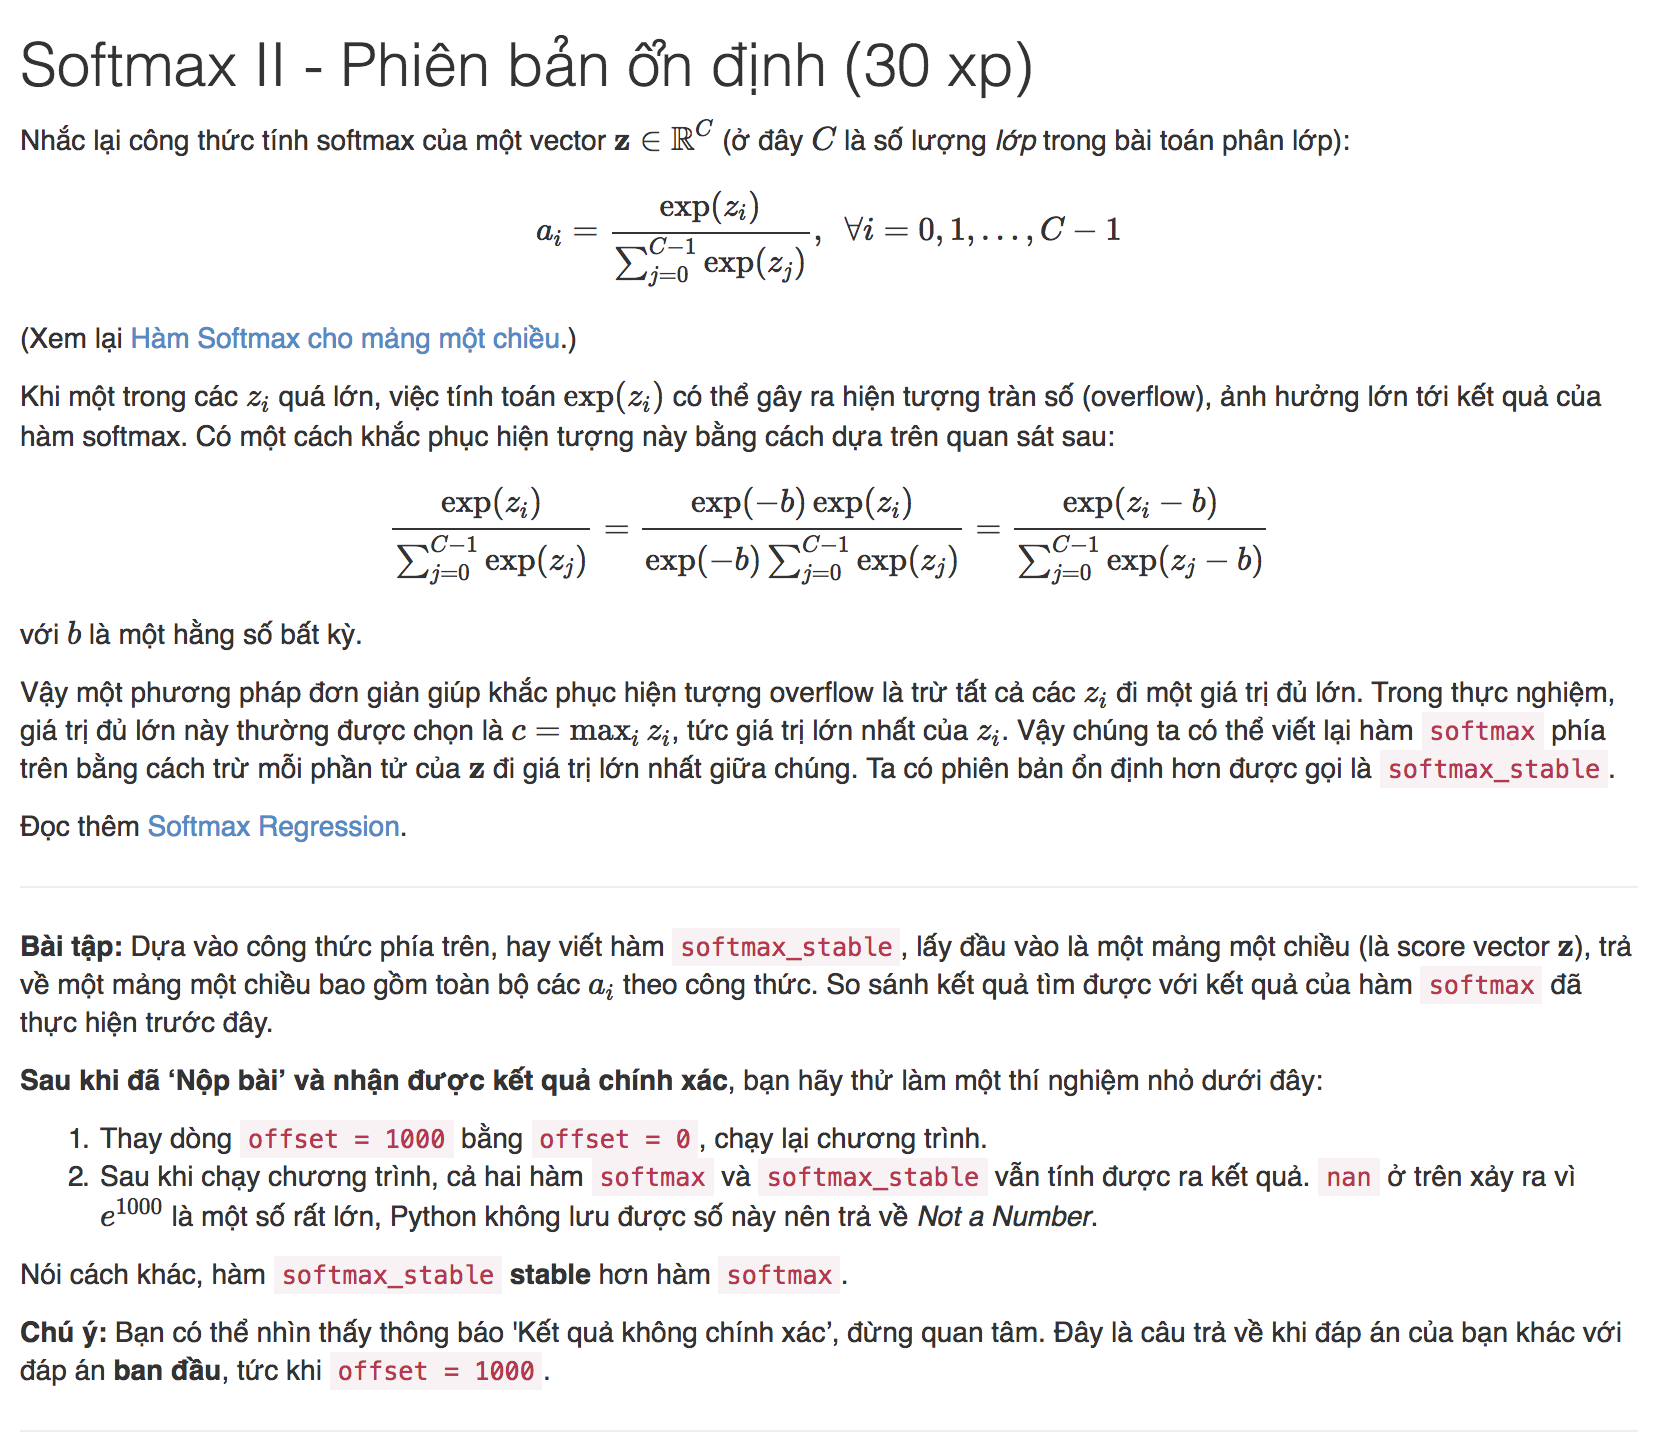 Softmax II - Phiên bản ổn định (30 xp)
Nhắc lại công thức tính softmax của một vector $\mathbf{z} \in \mathbb{R}^C$ (ở đây $C$ là số lượng lớp trong bài toán phân lớp):
$a_i = \frac{\exp(z_i)}{\sum_{j=0}^{C-1} \exp(z_j)}, \;\; \forall i = 0, 1, \dots, C - 1$
(Xem lại Hàm Softmax cho mảng một chiều.)
Khi một trong các $z_i$ quá lớn, việc tính toán $\exp(z_i)$ có thể gây ra hiện tượng tràn số (overflow), ảnh hưởng lớn tới kết quả của
hàm softmax. Có một cách khắc phục hiện tượng này bằng cách dựa trên quan sát sau:
$\frac{\exp(z_i)}{\sum_{j=0}^{C-1} \exp(z_j)} = \frac{\exp(-b) \exp(z_i)}{\exp(-b) \sum_{j=0}^{C-1} \exp(z_j)} = \frac{\exp(z_i - b)}{\sum_{j=0}^{C-1} \exp(z_j - b)}$
với $b$ là một hằng số bất kỳ.
Vậy một phương pháp đơn giản giúp khắc phục hiện tượng overflow là trừ tất cả các $z_i$ đi một giá trị đủ lớn. Trong thực nghiệm,
giá trị đủ lớn này thường được chọn là $c = \max_i z_i$, tức giá trị lớn nhất của $z_i$. Vậy chúng ta có thể viết lại hàm softmax phía
trên bằng cách trừ mỗi phần tử của $\mathbf{z}$ đi giá trị lớn nhất giữa chúng. Ta có phiên bản ổn định hơn được gọi là softmax_stable.
Đọc thêm Softmax Regression.
Bài tập: Dựa vào công thức phía trên, hay viết hàm softmax_stable, lấy đầu vào là một mảng một chiều (là score vector $\mathbf{z}$), trả
về một mảng một chiều bao gồm toàn bộ các $a_i$ theo công thức. So sánh kết quả tìm được với kết quả của hàm softmax đã
thực hiện trước đây.
Sau khi đã ‘Nộp bài’ và nhận được kết quả chính xác, bạn hãy thử làm một thí nghiệm nhỏ dưới đây:
1. Thay dòng offset = 1000 bằng offset = 0, chạy lại chương trình.
2. Sau khi chạy chương trình, cả hai hàm softmax và softmax_stable vẫn tính được ra kết quả. nan ở trên xảy ra vì
$e^{1000}$ là một số rất lớn, Python không lưu được số này nên trả về Not a Number.
Nói cách khác, hàm softmax_stable stable hơn hàm softmax.
Chú ý: Bạn có thể nhìn thấy thông báo 'Kết quả không chính xác’, đừng quan tâm. Đây là câu trả về khi đáp án của bạn khác với
đáp án ban đầu, tức khi offset = 1000.